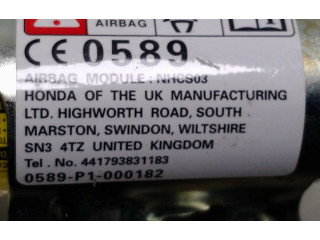 AIRBAG
CE 0589
AIRBAG MODULE : NHCS03
HONDA OF THE UK MANUFACTURING
LTD. HIGHWORTH ROAD, SOUTH
MARSTON, SWINDON, WILTSHIRE
SN3 4TZ UNITED KINGDOM
Tel . No. 441793831183
0589-P1-000182